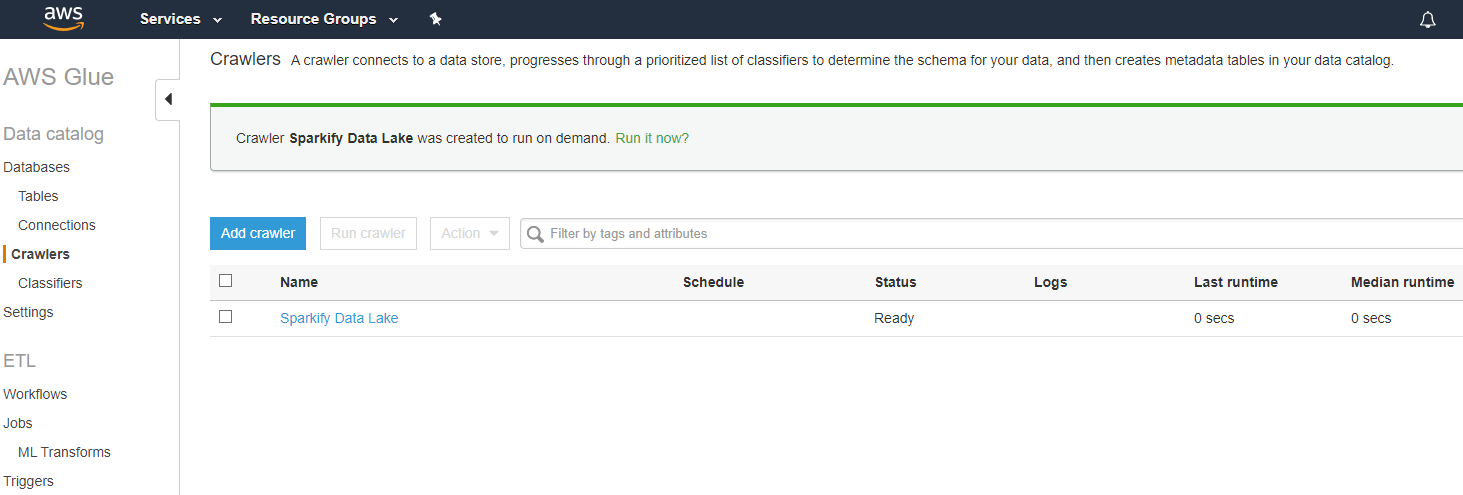 aws Services Resource Groups
AWS Glue
Data catalog
Databases
Tables
Connections
Crawlers
Classifiers
Settings
ETL
Workflows
Jobs
ML Transforms
Triggers
Crawlers A crawler connects to a data store, progresses through a prioritized list of classifiers to determine the schema for your data, and then creates metadata tables in your data catalog.
Crawler Sparkify Data Lake was created to run on demand. Run it now?
Add crawler Run crawler Action Filter by tags and attributes
Name Schedule Status Logs Last runtime Median runtime
Sparkify Data Lake Ready 0 secs 0 secs